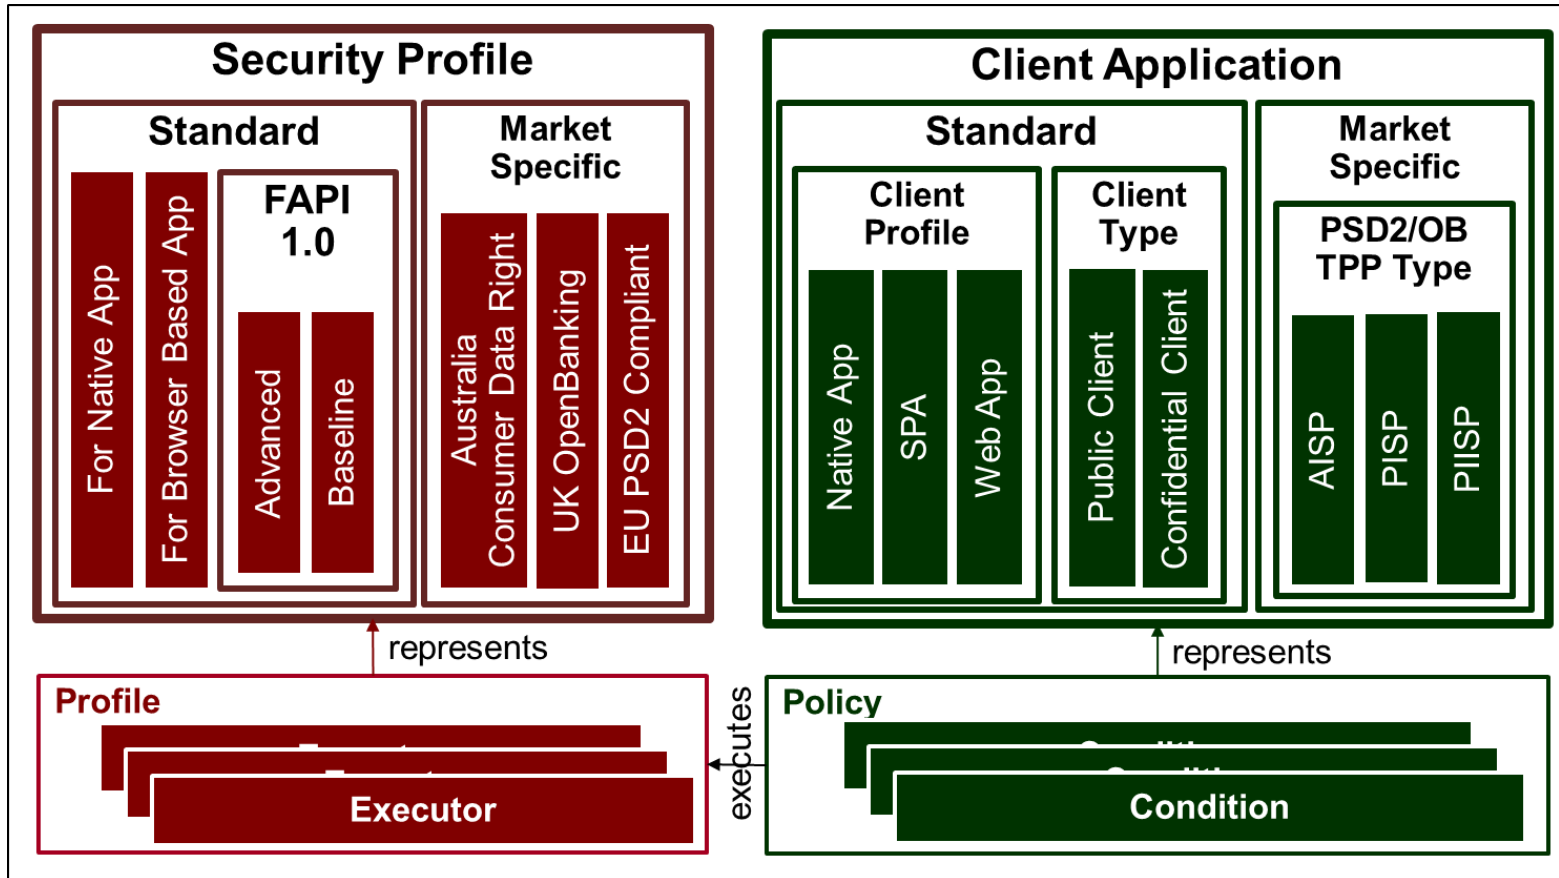 Security Profile
Standard
For Native App
For Browser Based App
FAPI
1.0
Advanced
Baseline
Market
Specific
Australia
Consumer Data Right
UK OpenBanking
EU PSD2 Compliant
Client Application
Standard
Client
Profile
Native App
SPA
Web App
Client
Type
Public Client
Confidential Client
Market
Specific
PSD2/OB
TPP Type
AISP
PISP
PIISP
represents
represents
Profile
Executor
executes
Policy
Condition